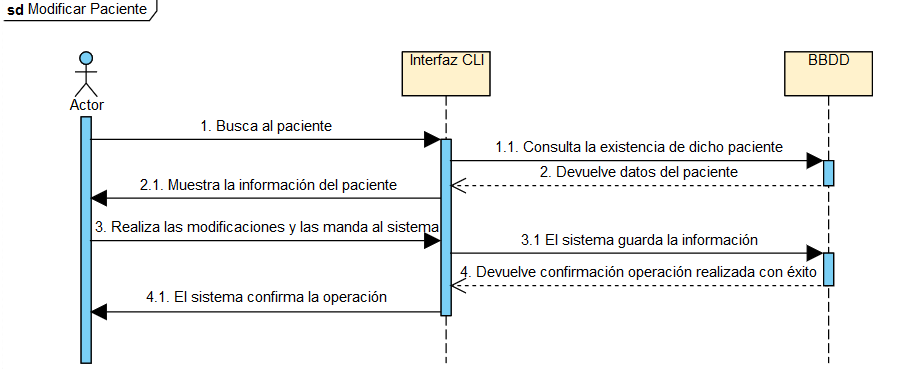 sd Modificar Paciente
Interfaz CLI
BBDD
Actor
1. Busca al paciente
1.1. Consulta la existencia de dicho paciente
2. Devuelve datos del paciente
2.1. Muestra la información del paciente
3. Realiza las modificaciones y las manda al sistema
3.1 El sistema guarda la información
4. Devuelve confirmación operación realizada con éxito
4.1. El sistema confirma la operación